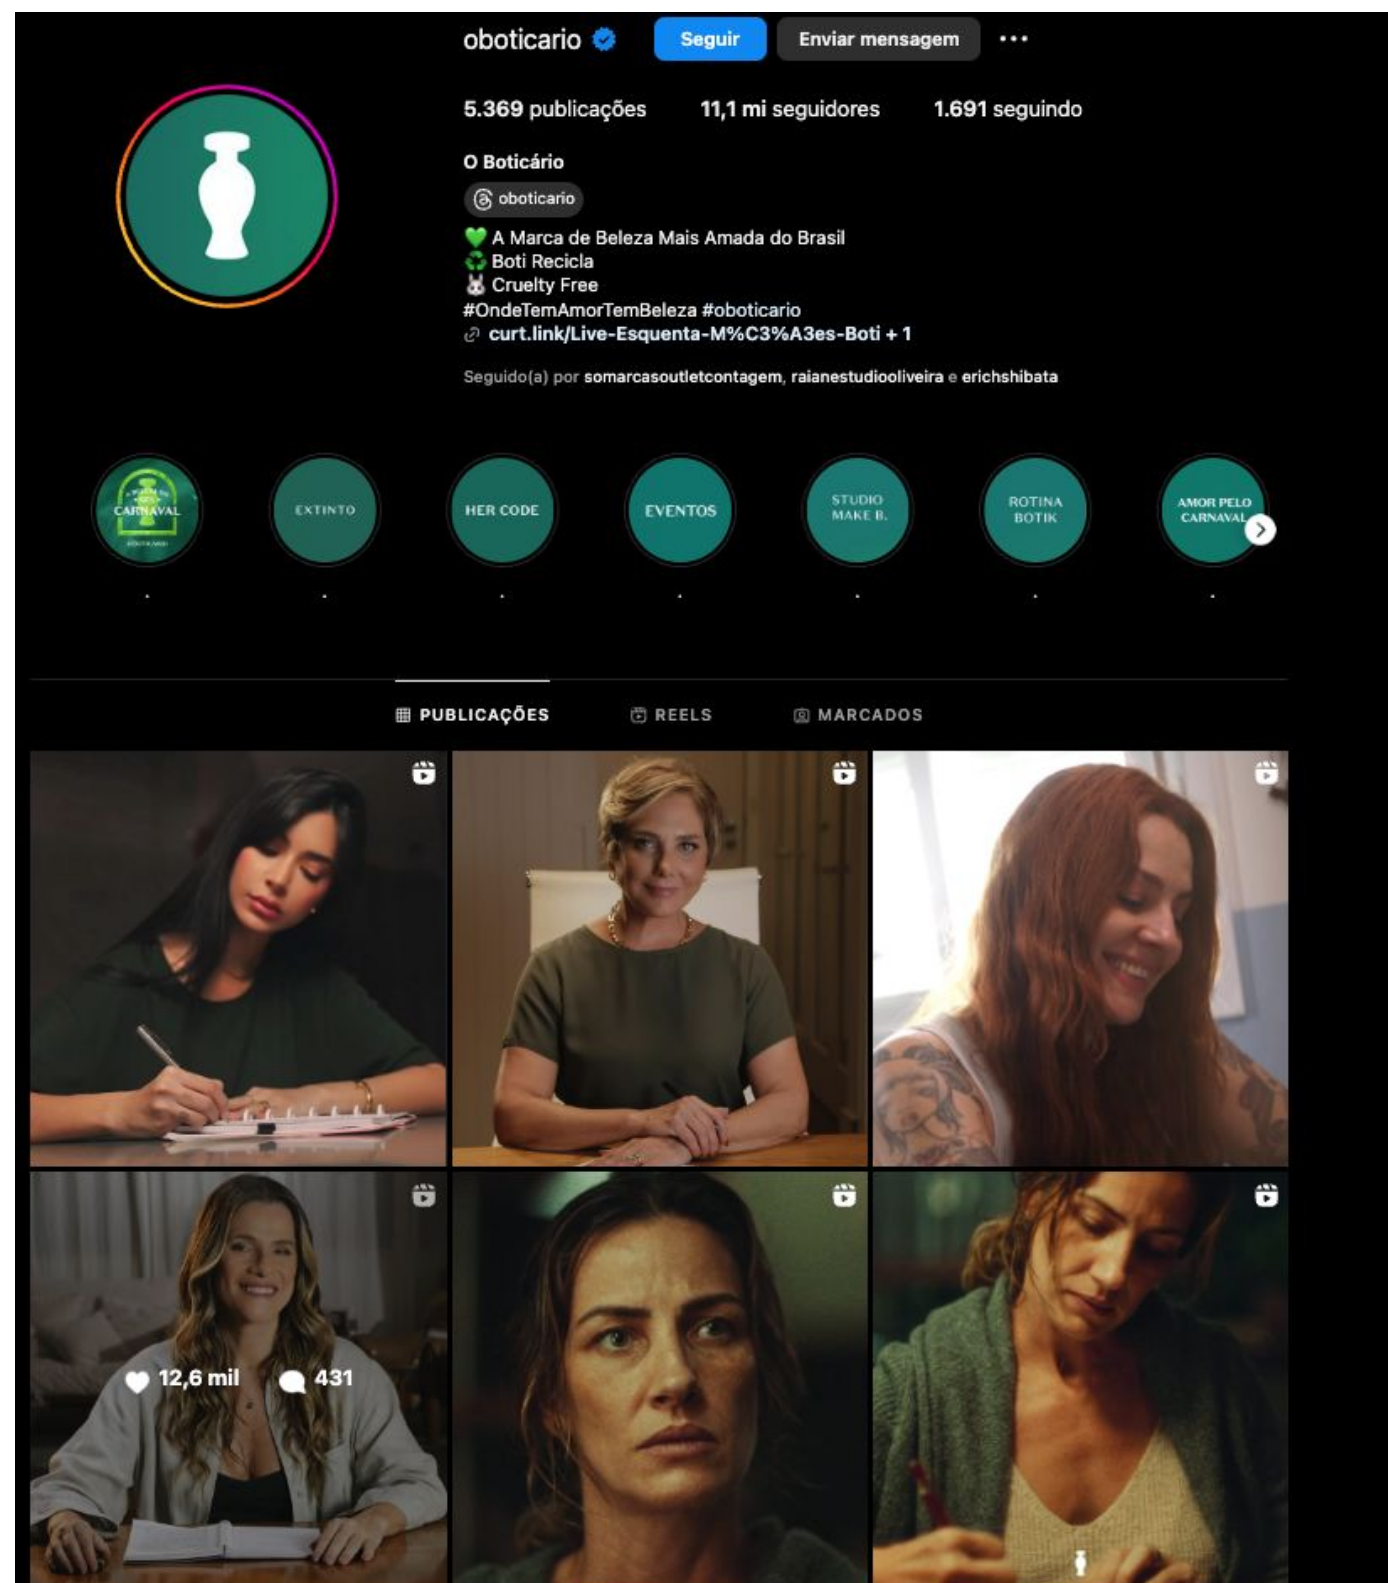 oboticario Seguir Enviar mensagem
5.369 publicações 11,1 mi seguidores 1.691 seguindo
O Boticário
oboticario
💚 A Marca de Beleza Mais Amada do Brasil
♻️ Boti Recicla
🐰 Cruelty Free
#OndeTemAmorTemBeleza #oboticario
curt.link/Live-Esquenta-M%C3%A3es-Boti + 1
Seguido(a) por somarcasoutletcontagem, raianestudiooliveira e erichshibata
CARNAVAL
EXTINTO
HER CODE
EVENTOS
STUDIO
MAKE B.
ROTINA
BOTIK
AMOR PELO
CARNAVAL
PUBLICAÇÕES REELS MARCADOS
12,6 mil 431